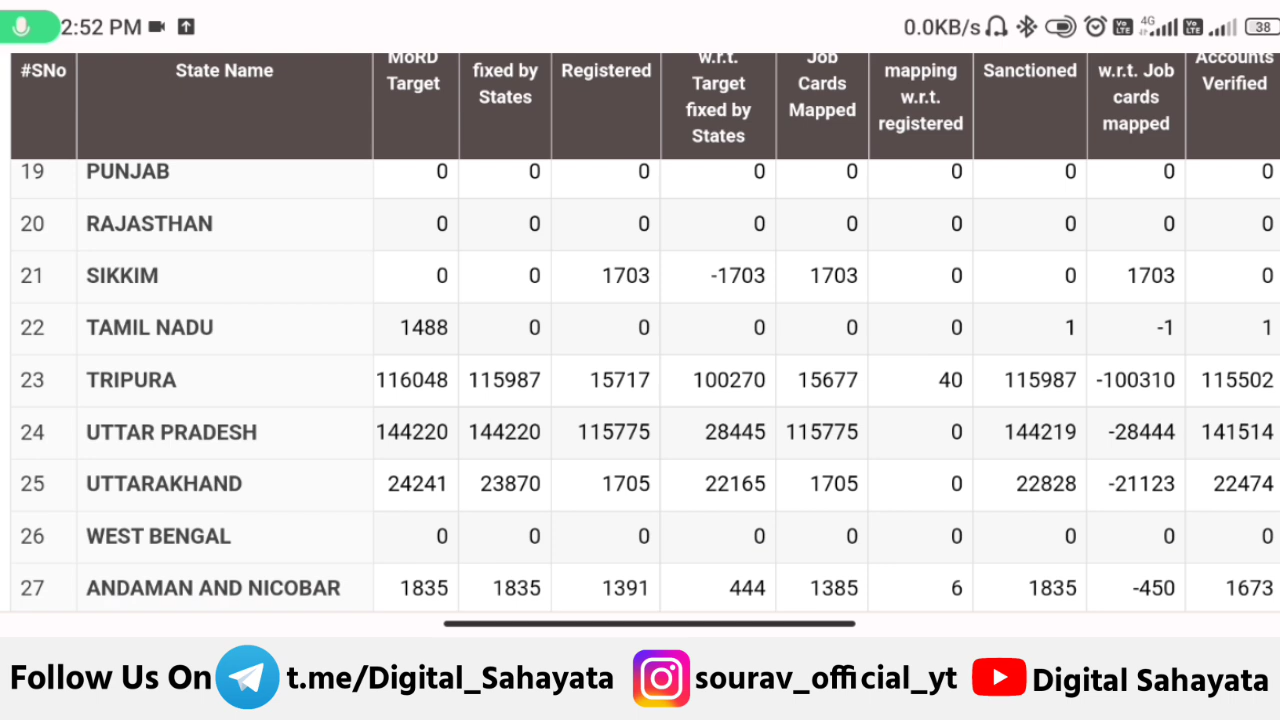 2:52 PM 0.0KB/s 4G Vo LTE Vo LTE 38
#SNo State Name MoRD Target fixed by States Registered w.r.t. Target fixed by States Job Cards Mapped mapping w.r.t. registered Sanctioned w.r.t. Job cards mapped Accounts Verified
19 PUNJAB 0 0 0 0 0 0 0 0 0
20 RAJASTHAN 0 0 0 0 0 0 0 0 0
21 SIKKIM 0 0 1703 -1703 1703 0 0 1703 0
22 TAMIL NADU 1488 0 0 0 0 0 1 -1 1
23 TRIPURA 116048 115987 15717 100270 15677 40 115987 -100310 115502
24 UTTAR PRADESH 144220 144220 115775 28445 115775 0 144219 -28444 141514
25 UTTARAKHAND 24241 23870 1705 22165 1705 0 22828 -21123 22474
26 WEST BENGAL 0 0 0 0 0 0 0 0 0
27 ANDAMAN AND NICOBAR 1835 1835 1391 444 1385 6 1835 -450 1673
Follow Us On t.me/Digital_Sahayata sourav_official_yt Digital Sahayata